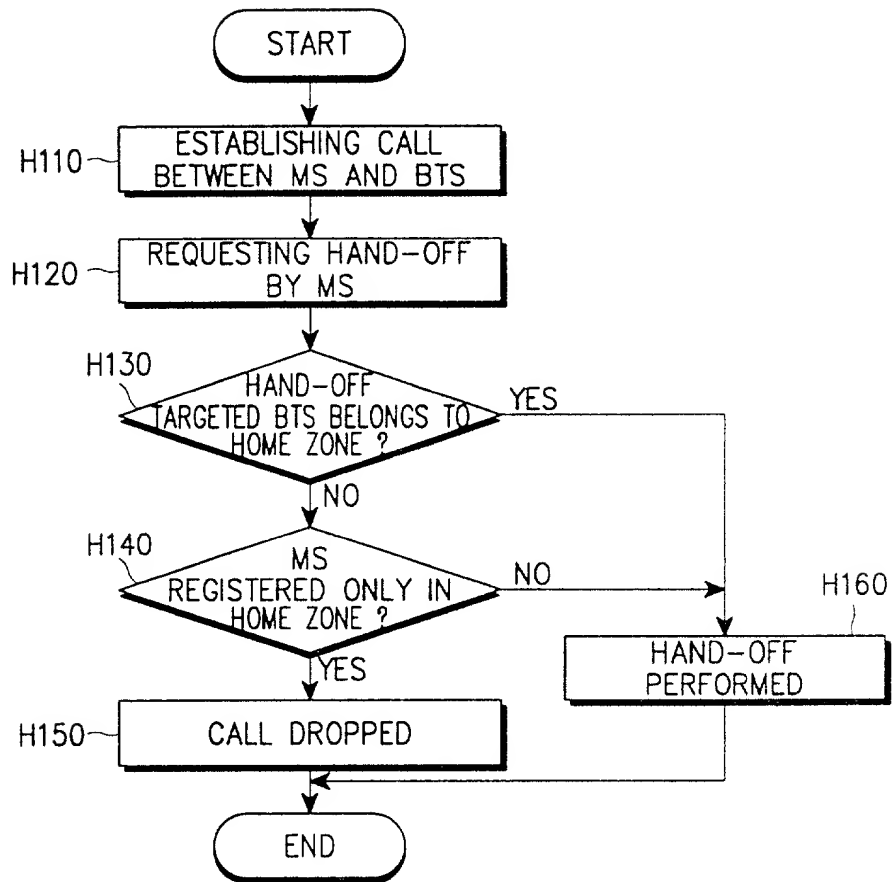 START
H110
ESTABLISHING CALL
BETWEEN MS AND BTS
H120
REQUESTING HAND-OFF
BY MS
H130
HAND-OFF
TARGETED BTS BELONGS TO
HOME ZONE ?
YES
NO
H140
MS
REGISTERED ONLY IN
HOME ZONE ?
NO
YES
H160
HAND-OFF
PERFORMED
H150
CALL DROPPED
END